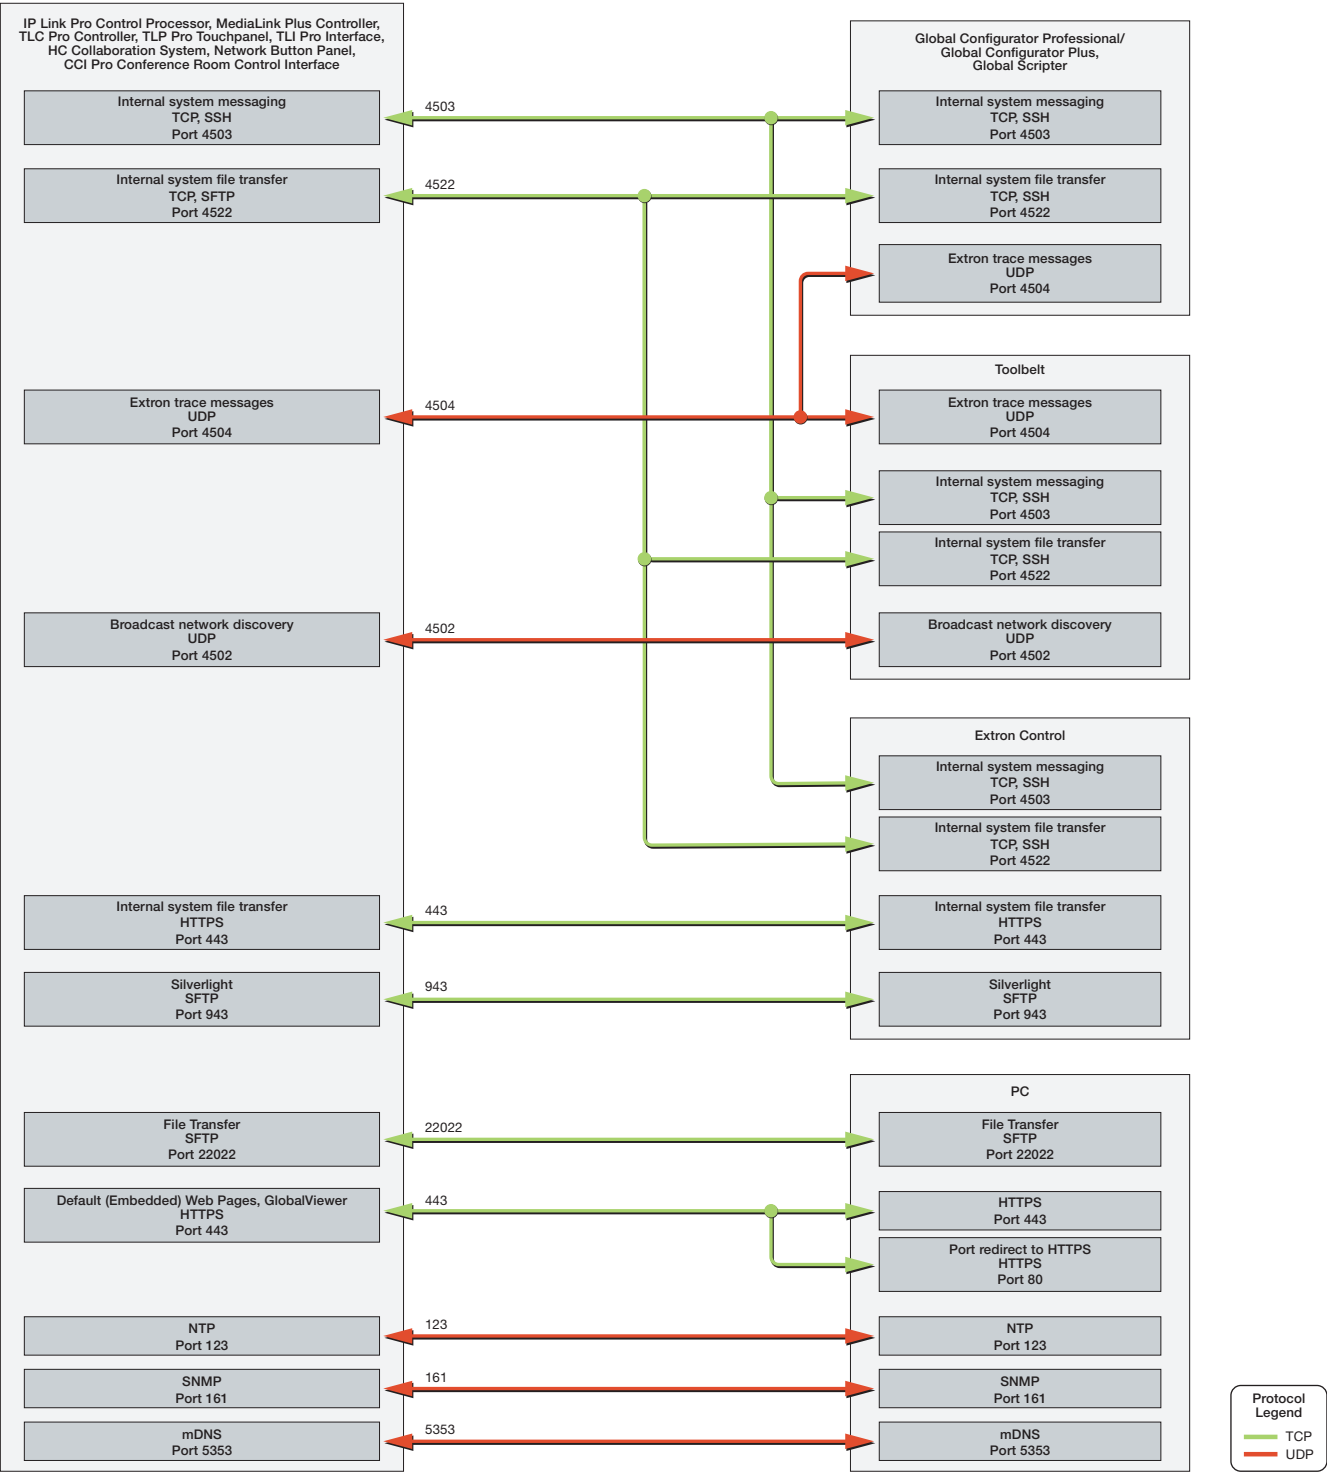 IP Link Pro Control Processor, MediaLink Plus Controller,
TLC Pro Controller, TLP Pro Touchpanel, TLI Pro Interface,
HC Collaboration System, Network Button Panel,
CCI Pro Conference Room Control Interface
Internal system messaging
TCP, SSH
Port 4503
Internal system file transfer
TCP, SFTP
Port 4522
Extron trace messages
UDP
Port 4504
Broadcast network discovery
UDP
Port 4502
Internal system file transfer
HTTPS
Port 443
Silverlight
SFTP
Port 943
File Transfer
SFTP
Port 22022
Default (Embedded) Web Pages, GlobalViewer
HTTPS
Port 443
NTP
Port 123
SNMP
Port 161
mDNS
Port 5353
4503
4522
4504
4502
443
943
22022
443
123
161
5353
Global Configurator Professional/
Global Configurator Plus,
Global Scripter
Internal system messaging
TCP, SSH
Port 4503
Internal system file transfer
TCP, SSH
Port 4522
Extron trace messages
UDP
Port 4504
Toolbelt
Extron trace messages
UDP
Port 4504
Internal system messaging
TCP, SSH
Port 4503
Internal system file transfer
TCP, SSH
Port 4522
Broadcast network discovery
UDP
Port 4502
Extron Control
Internal system messaging
TCP, SSH
Port 4503
Internal system file transfer
TCP, SSH
Port 4522
Internal system file transfer
HTTPS
Port 443
Silverlight
SFTP
Port 943
PC
File Transfer
SFTP
Port 22022
HTTPS
Port 443
Port redirect to HTTPS
HTTPS
Port 80
NTP
Port 123
SNMP
Port 161
mDNS
Port 5353
Protocol
Legend
TCP
UDP